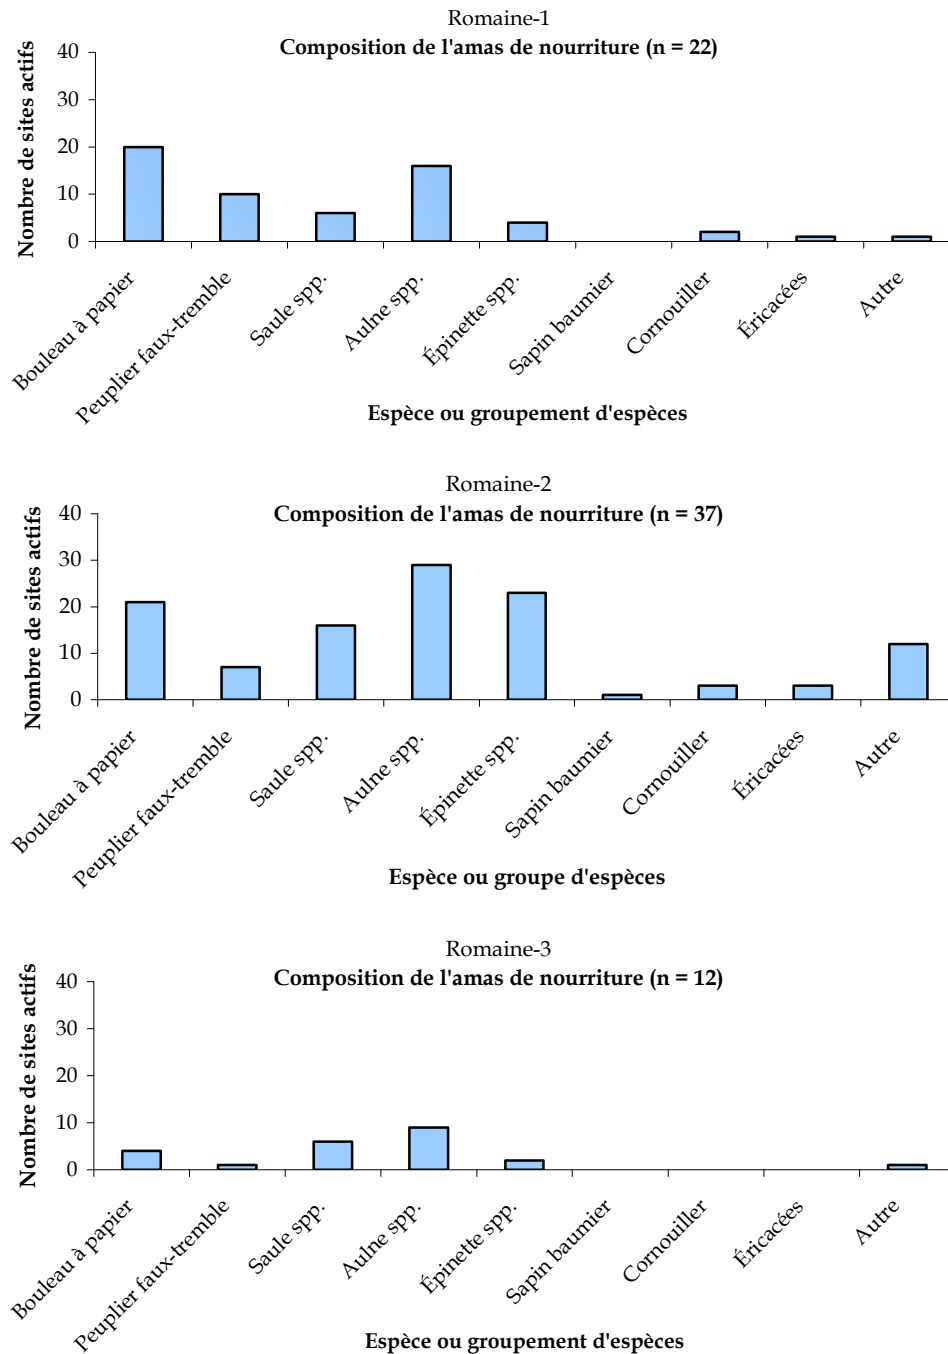 Romaine-1
Composition de l'amas de nourriture (n = 22)
Nombre de sites actifs
40
30
20
10
0
Bouleau à papier
Peuplier faux-tremble
Saule spp.
Aulne spp.
Épinette spp.
Sapin baumier
Cornouiller
Éricacées
Autre
Espèce ou groupement d'espèces
Romaine-2
Composition de l'amas de nourriture (n = 37)
Nombre de sites actifs
40
30
20
10
0
Bouleau à papier
Peuplier faux-tremble
Saule spp.
Aulne spp.
Épinette spp.
Sapin baumier
Cornouiller
Éricacées
Autre
Espèce ou groupe d'espèces
Romaine-3
Composition de l'amas de nourriture (n = 12)
Nombre de sites actifs
40
30
20
10
0
Bouleau à papier
Peuplier faux-tremble
Saule spp.
Aulne spp.
Épinette spp.
Sapin baumier
Cornouiller
Éricacées
Autre
Espèce ou groupement d'espèces